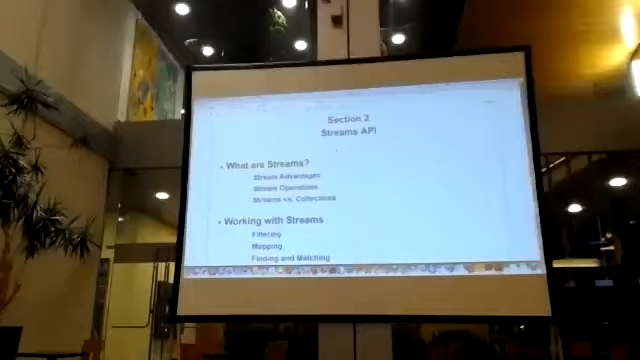 Section 2
Streams API
What are Streams?
Stream Advantages
Stream Operations
Streams vs. Collections
Working with Streams
Filtering
Mapping
Finding and Matching